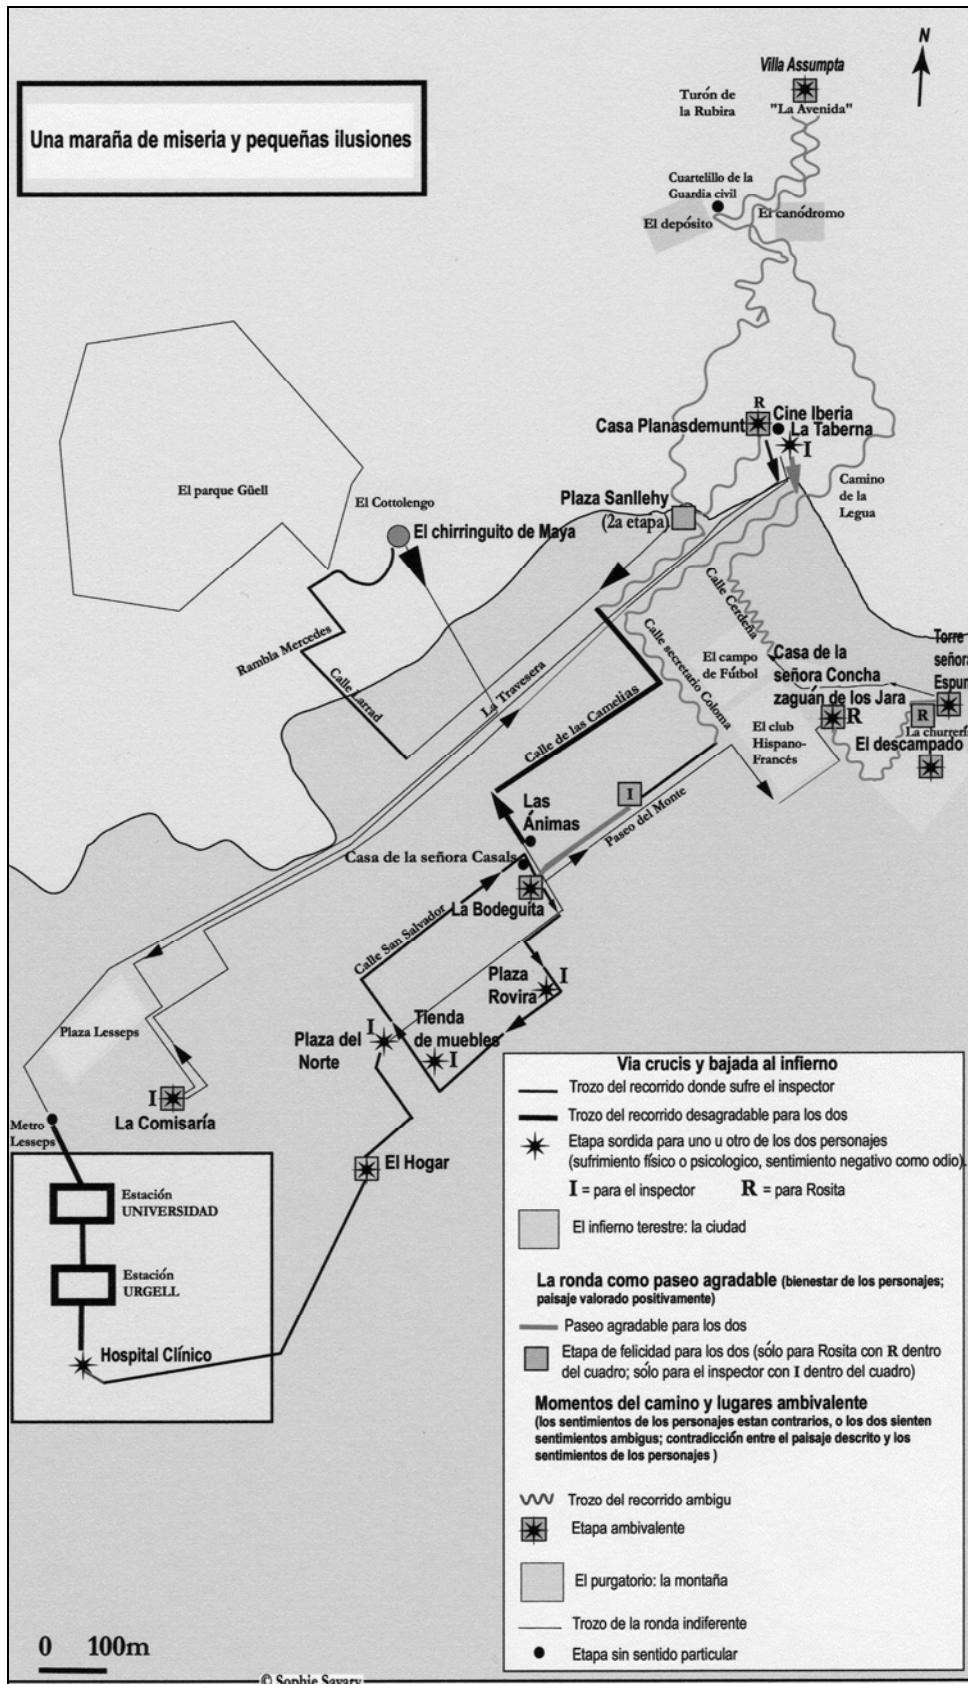 N
Villa Assumpta
Turón de
la Rubira
"La Avenida"
Una maraña de miseria y pequeñas ilusiones
Cuartelillo de la
Guardia civil
El depósito
El canódromo
R
Casa Planasdemunt
Cine Iberia
La Taberna
I
El parque Güell
El Cottolengo
El chirringuito de Maya
Plaza Sanllehy
(2a etapa)
Camino
de la
Legua
Rambla Mercedes
Calle Larrad
La Travesera
Calle Cerdeña
Calle secretario Coloma
El campo
de Fútbol
Casa de la
señora Concha
zaguán de los Jara
R
Torre
señora
Espun
R
La churrería
El descampado
El club
Hispano-
Francés
Calle de las Camelias
I
Paseo del Monte
Las
Ánimas
Casa de la señora Casals
La Bodeguita
Calle San Salvador
Plaza
Rovira
I
Plaza Lesseps
I
Plaza del
Norte
Tienda
de muebles
I
I
La Comisaría
Metro
Lesseps
El Hogar
Estación
UNIVERSIDAD
Estación
URGELL
Hospital Clínico
Via crucis y bajada al infierno
Trozo del recorrido donde sufre el inspector
Trozo del recorrido desagradable para los dos
Etapa sordida para uno u otro de los dos personajes
(sufrimiento físico o psicologico, sentimiento negativo como odio).
I = para el inspector R = para Rosita
El infierno terestre: la ciudad
La ronda como paseo agradable (bienestar de los personajes;
paisaje valorado positivamente)
Paseo agradable para los dos
Etapa de felicidad para los dos (sólo para Rosita con R dentro
del cuadro; sólo para el inspector con I dentro del cuadro)
Momentos del camino y lugares ambivalente
(los sentimientos de los personajes estan contrarios, o los dos sienten
sentimientos ambigus; contradicción entre el paisaje descrito y los
sentimientos de los personajes )
Trozo del recorrido ambigu
Etapa ambivalente
El purgatorio: la montaña
Trozo de la ronda indiferente
Etapa sin sentido particular
0 100m
© Sophie Savary